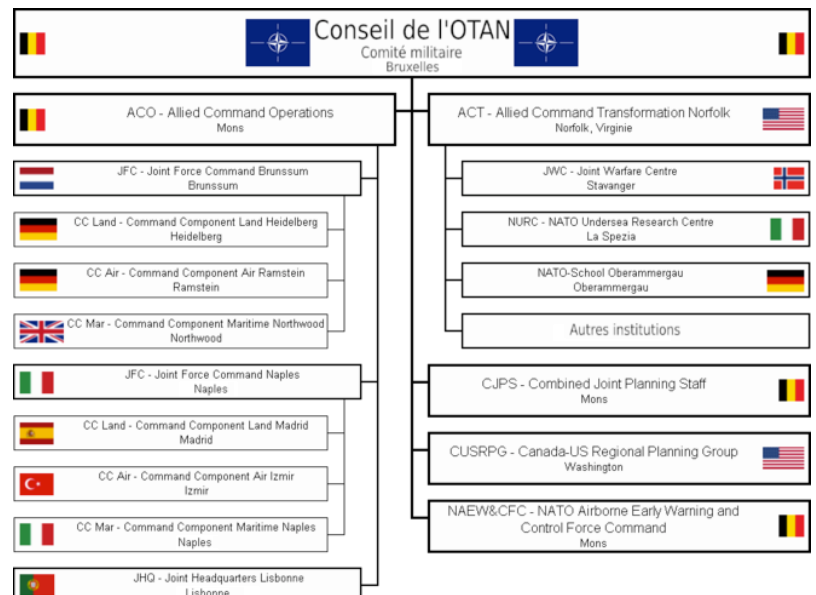 Conseil de l'OTAN
Comité militaire
Bruxelles
ACO - Allied Command Operations
Mons
JFC - Joint Force Command Brunssum
Brunssum
CC Land - Command Component Land Heidelberg
Heidelberg
CC Air - Command Component Air Ramstein
Ramstein
CC Mar - Command Component Maritime Northwood
Northwood
JFC - Joint Force Command Naples
Naples
CC Land - Command Component Land Madrid
Madrid
CC Air - Command Component Air Izmir
Izmir
CC Mar - Command Component Maritime Naples
Naples
JHQ - Joint Headquarters Lisbonne
Lisbonne
ACT - Allied Command Transformation Norfolk
Norfolk, Virginie
JWC - Joint Warfare Centre
Stavanger
NURC - NATO Undersea Research Centre
La Spezia
NATO-School Oberammergau
Oberammergau
Autres institutions
CJPS - Combined Joint Planning Staff
Mons
CUSRPG - Canada-US Regional Planning Group
Washington
NAEW&CFC - NATO Airborne Early Warning and
Control Force Command
Mons